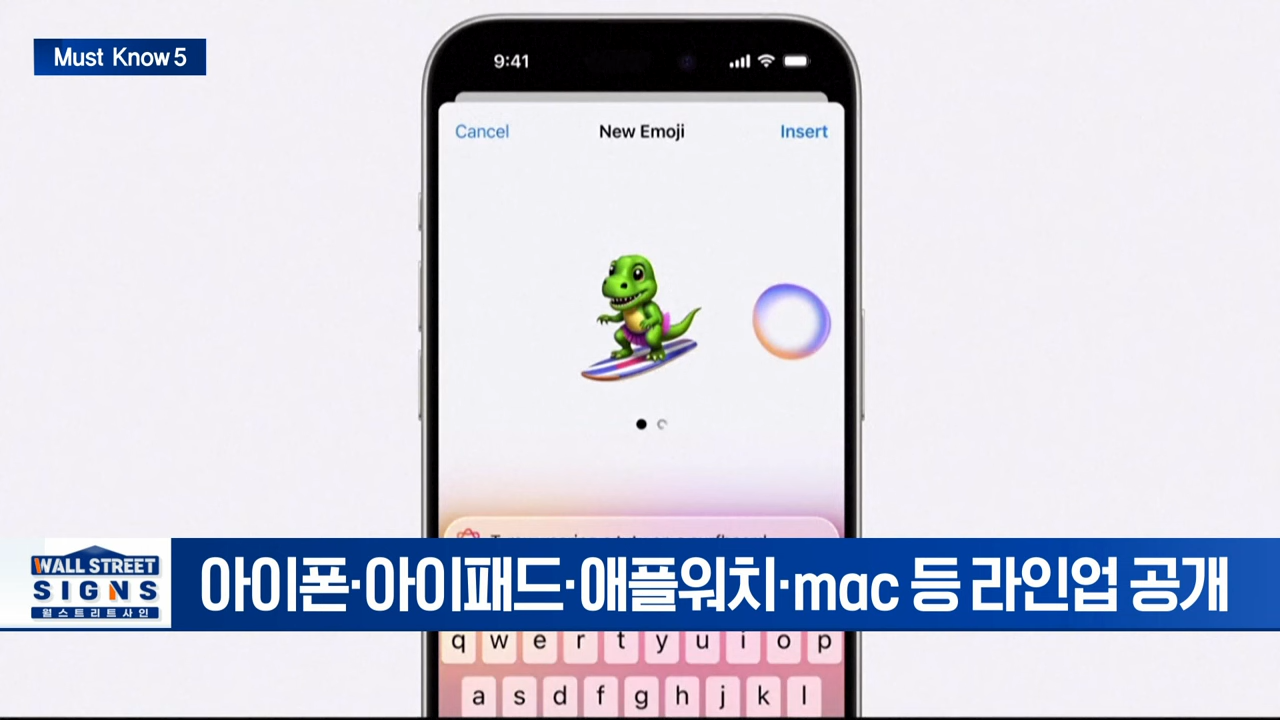 Must Know 5
9:41
Cancel New Emoji Insert
WALL STREET
SIGNS
월스트리트사인
아이폰·아이패드·애플워치·mac 등 라인업 공개
q w e r t y u i o p
a s d f g h j k l